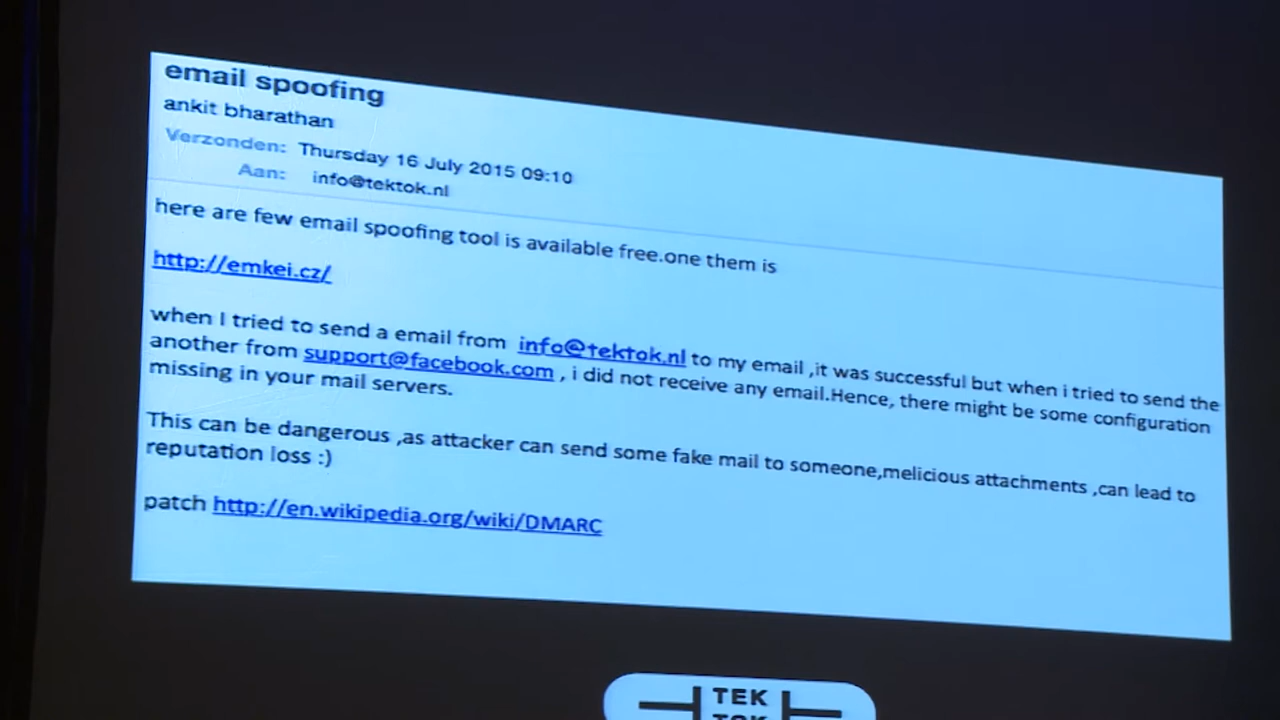 email spoofing
ankit bharathan
Verzonden: Thursday 16 July 2015 09:10
Aan: info@tektok.nl
here are few email spoofing tool is available free.one them is
http://emkei.cz/
when I tried to send a email from info@tektok.nl to my email ,it was successful but when i tried to send the
another from support@facebook.com , i did not receive any email.Hence, there might be some configuration
missing in your mail servers.
This can be dangerous ,as attacker can send some fake mail to someone,melicious attachments ,can lead to
reputation loss :)
patch http://en.wikipedia.org/wiki/DMARC
TEK
TOK